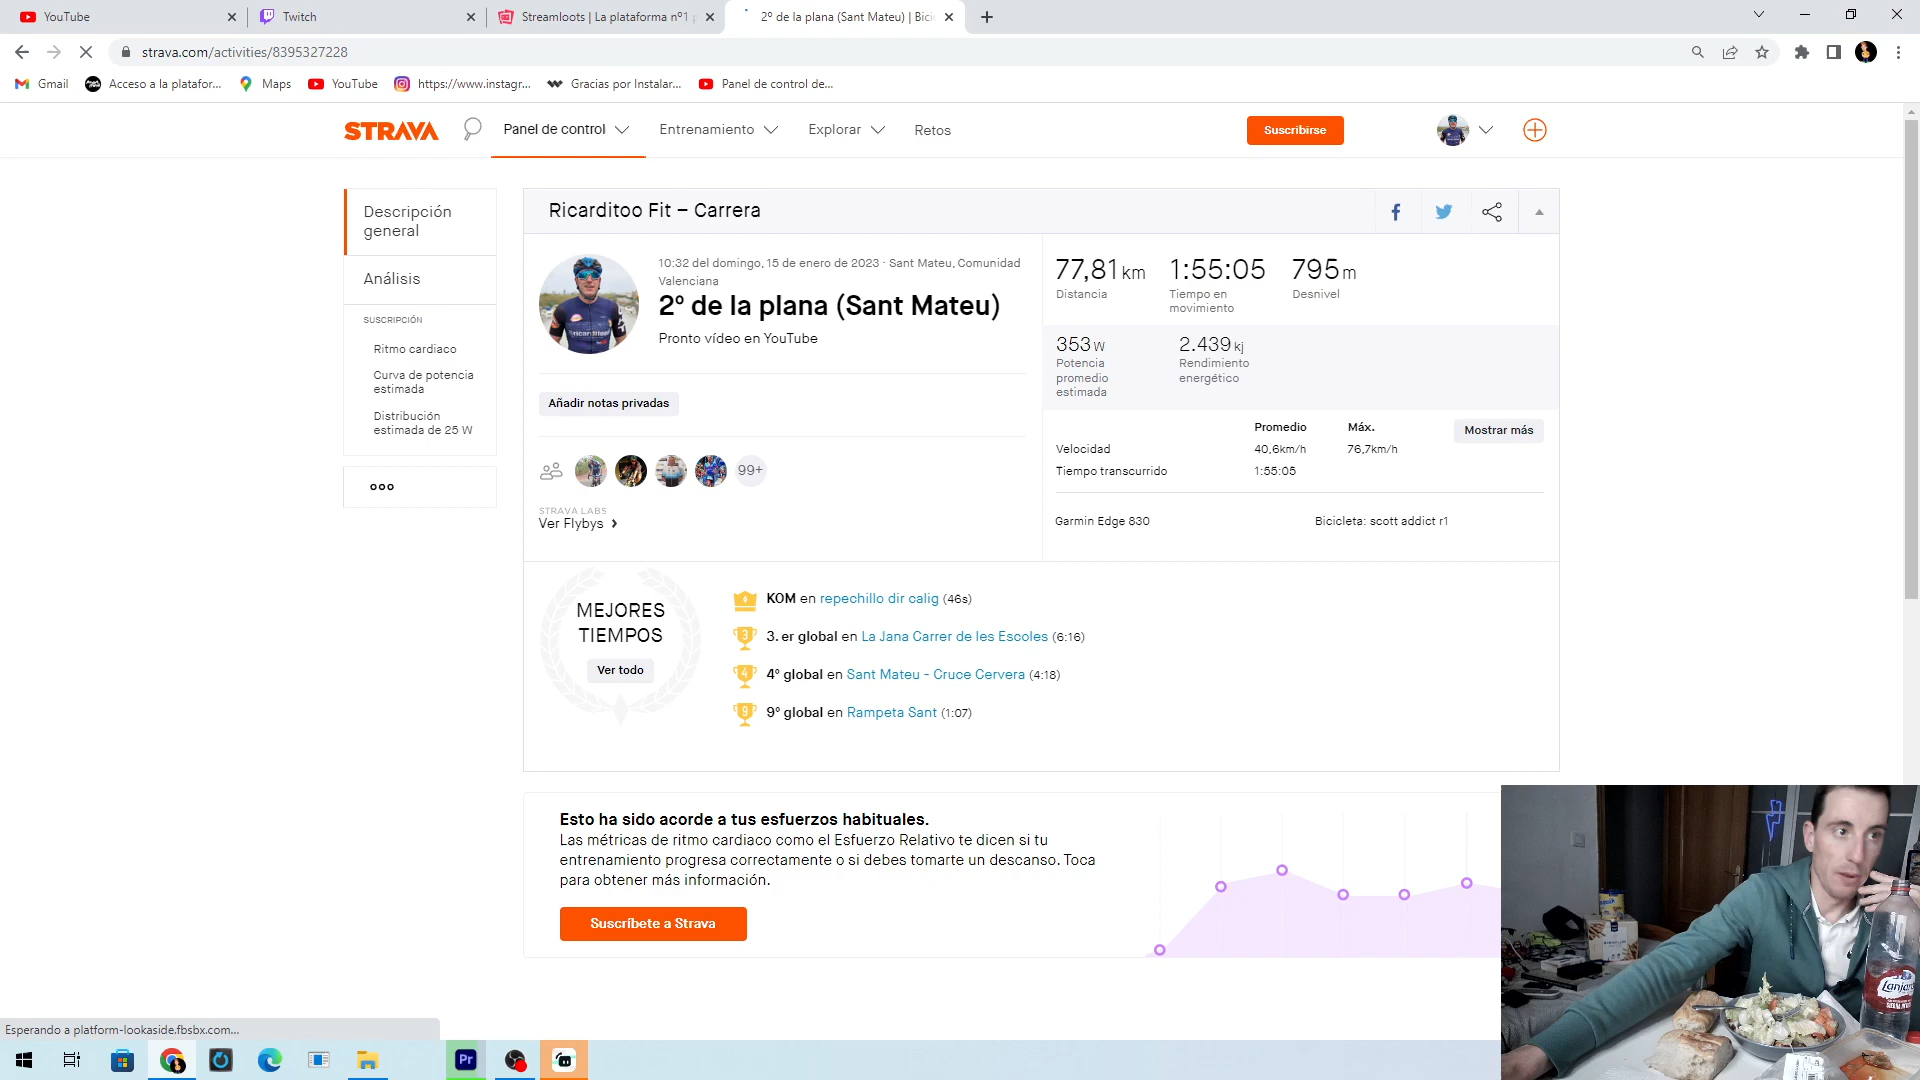 YouTube
Twitch
Streamloots | La plataforma nº1
2º de la plana (Sant Mateu) | Bici
strava.com/activities/8395327228
Gmail
Acceso a la platafor...
Maps
YouTube
https://www.instagr...
Gracias por Instalar...
Panel de control de...
STRAVA
Panel de control
Entrenamiento
Explorar
Retos
Suscribirse
Descripción
general
Análisis
SUSCRIPCIÓN
Ritmo cardiaco
Curva de potencia
estimada
Distribución
estimada de 25 W
Ricarditoo Fit – Carrera
10:32 del domingo, 15 de enero de 2023 · Sant Mateu, Comunidad
Valenciana
2º de la plana (Sant Mateu)
Pronto vídeo en YouTube
Añadir notas privadas
99+
STRAVA LABS
Ver Flybys
77,81 km
Distancia
1:55:05
Tiempo en
movimiento
795 m
Desnivel
353 W
Potencia
promedio
estimada
2.439 kj
Rendimiento
energético
Promedio Máx.
Mostrar más
Velocidad 40,6km/h 76,7km/h
Tiempo transcurrido 1:55:05
Garmin Edge 830
Bicicleta: scott addict r1
MEJORES
TIEMPOS
Ver todo
KOM en repechillo dir calig (46s)
3
3. er global en La Jana Carrer de les Escoles (6:16)
4
4º global en Sant Mateu - Cruce Cervera (4:18)
9
9º global en Rampeta Sant (1:07)
Esto ha sido acorde a tus esfuerzos habituales.
Las métricas de ritmo cardiaco como el Esfuerzo Relativo te dicen si tu
entrenamiento progresa correctamente o si debes tomarte un descanso. Toca
para obtener más información.
Suscríbete a Strava
Esperando a platform-lookaside.fbsbx.com...
Pr